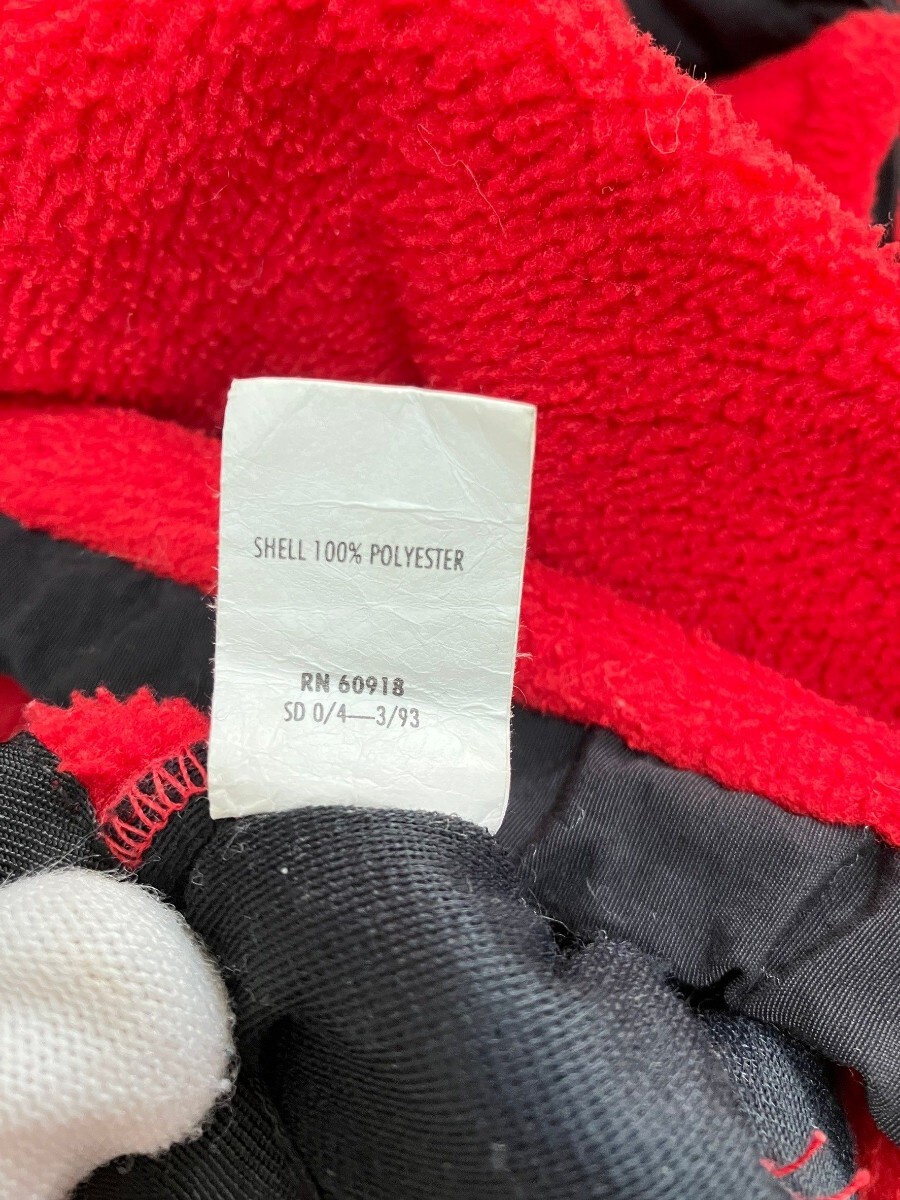 SHELL 100% POLYESTER
RN 60918
SD 0/4—3/93